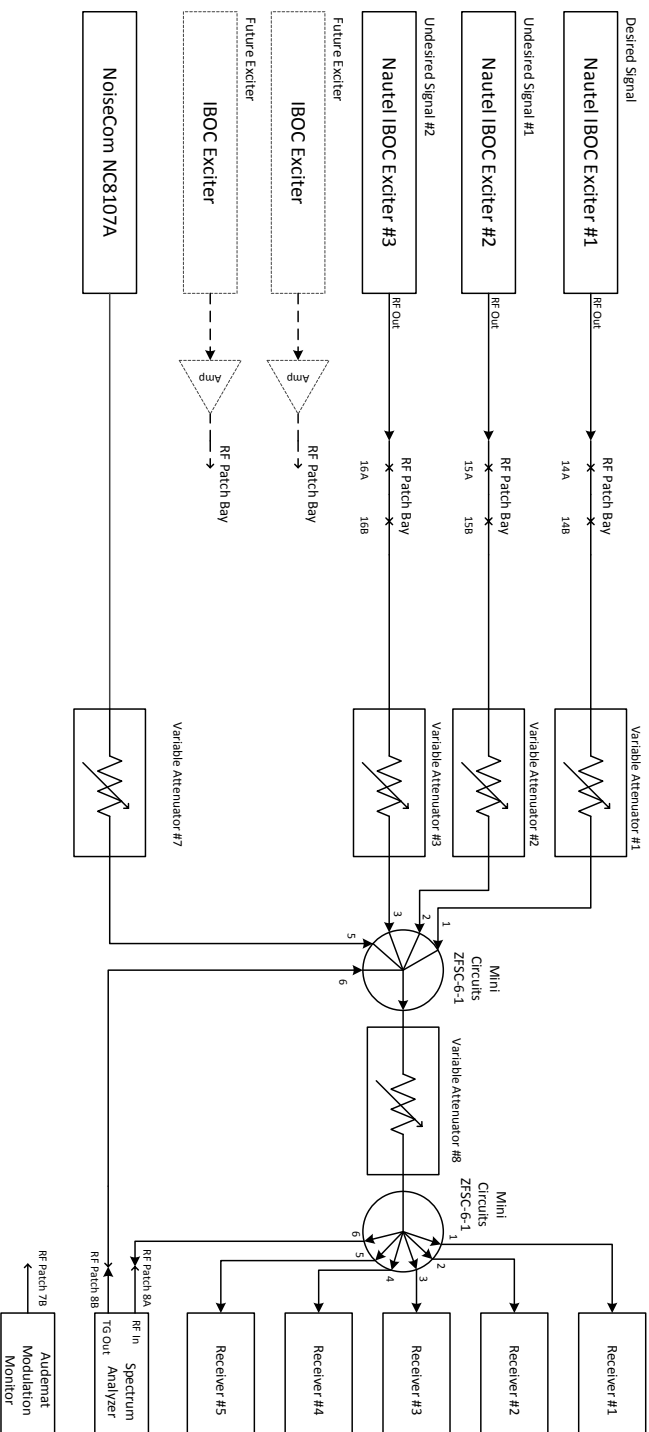 Desired Signal
Nautel IBOC Exciter #1
RF Out
RF Patch Bay
14A
14B
Variable Attenuator #1
Undesired Signal #1
Nautel IBOC Exciter #2
RF Out
RF Patch Bay
15A
15B
Variable Attenuator #2
Undesired Signal #2
Nautel IBOC Exciter #3
RF Out
RF Patch Bay
16A
16B
Variable Attenuator #3
Future Exciter
IBOC Exciter
Amp
RF Patch Bay
Future Exciter
IBOC Exciter
Amp
RF Patch Bay
NoiseCom NC8107A
Variable Attenuator #7
Mini
Circuits
ZFSC-6-1
1
2
3
5
6
Variable Attenuator #8
Mini
Circuits
ZFSC-6-1
1
2
3
4
5
6
Receiver #1
Receiver #2
Receiver #3
Receiver #4
Receiver #5
RF Patch 8A
RF Patch 8B
RF In
TG Out
Spectrum
Analyzer
RF Patch 7B
Audemat
Modulation
Monitor